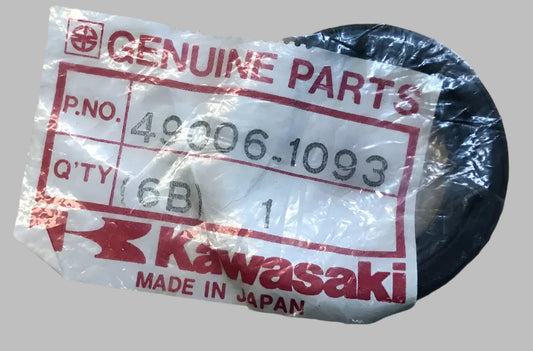 GENUINE PARTS
P.NO. 49006-1093
Q'TY (6B) 1
Kawasaki
MADE IN JAPAN